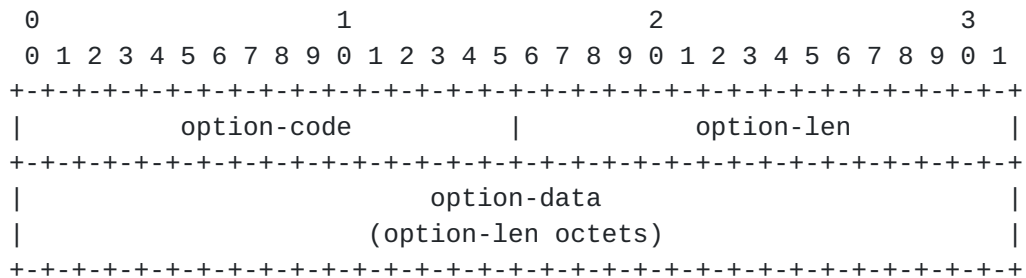 0                   1                   2                   3
 0 1 2 3 4 5 6 7 8 9 0 1 2 3 4 5 6 7 8 9 0 1 2 3 4 5 6 7 8 9 0 1
+-+-+-+-+-+-+-+-+-+-+-+-+-+-+-+-+-+-+-+-+-+-+-+-+-+-+-+-+-+-+-+-+
|          option-code          |           option-len          |
+-+-+-+-+-+-+-+-+-+-+-+-+-+-+-+-+-+-+-+-+-+-+-+-+-+-+-+-+-+-+-+-+
|                          option-data                          |
|                      (option-len octets)                      |
+-+-+-+-+-+-+-+-+-+-+-+-+-+-+-+-+-+-+-+-+-+-+-+-+-+-+-+-+-+-+-+-+